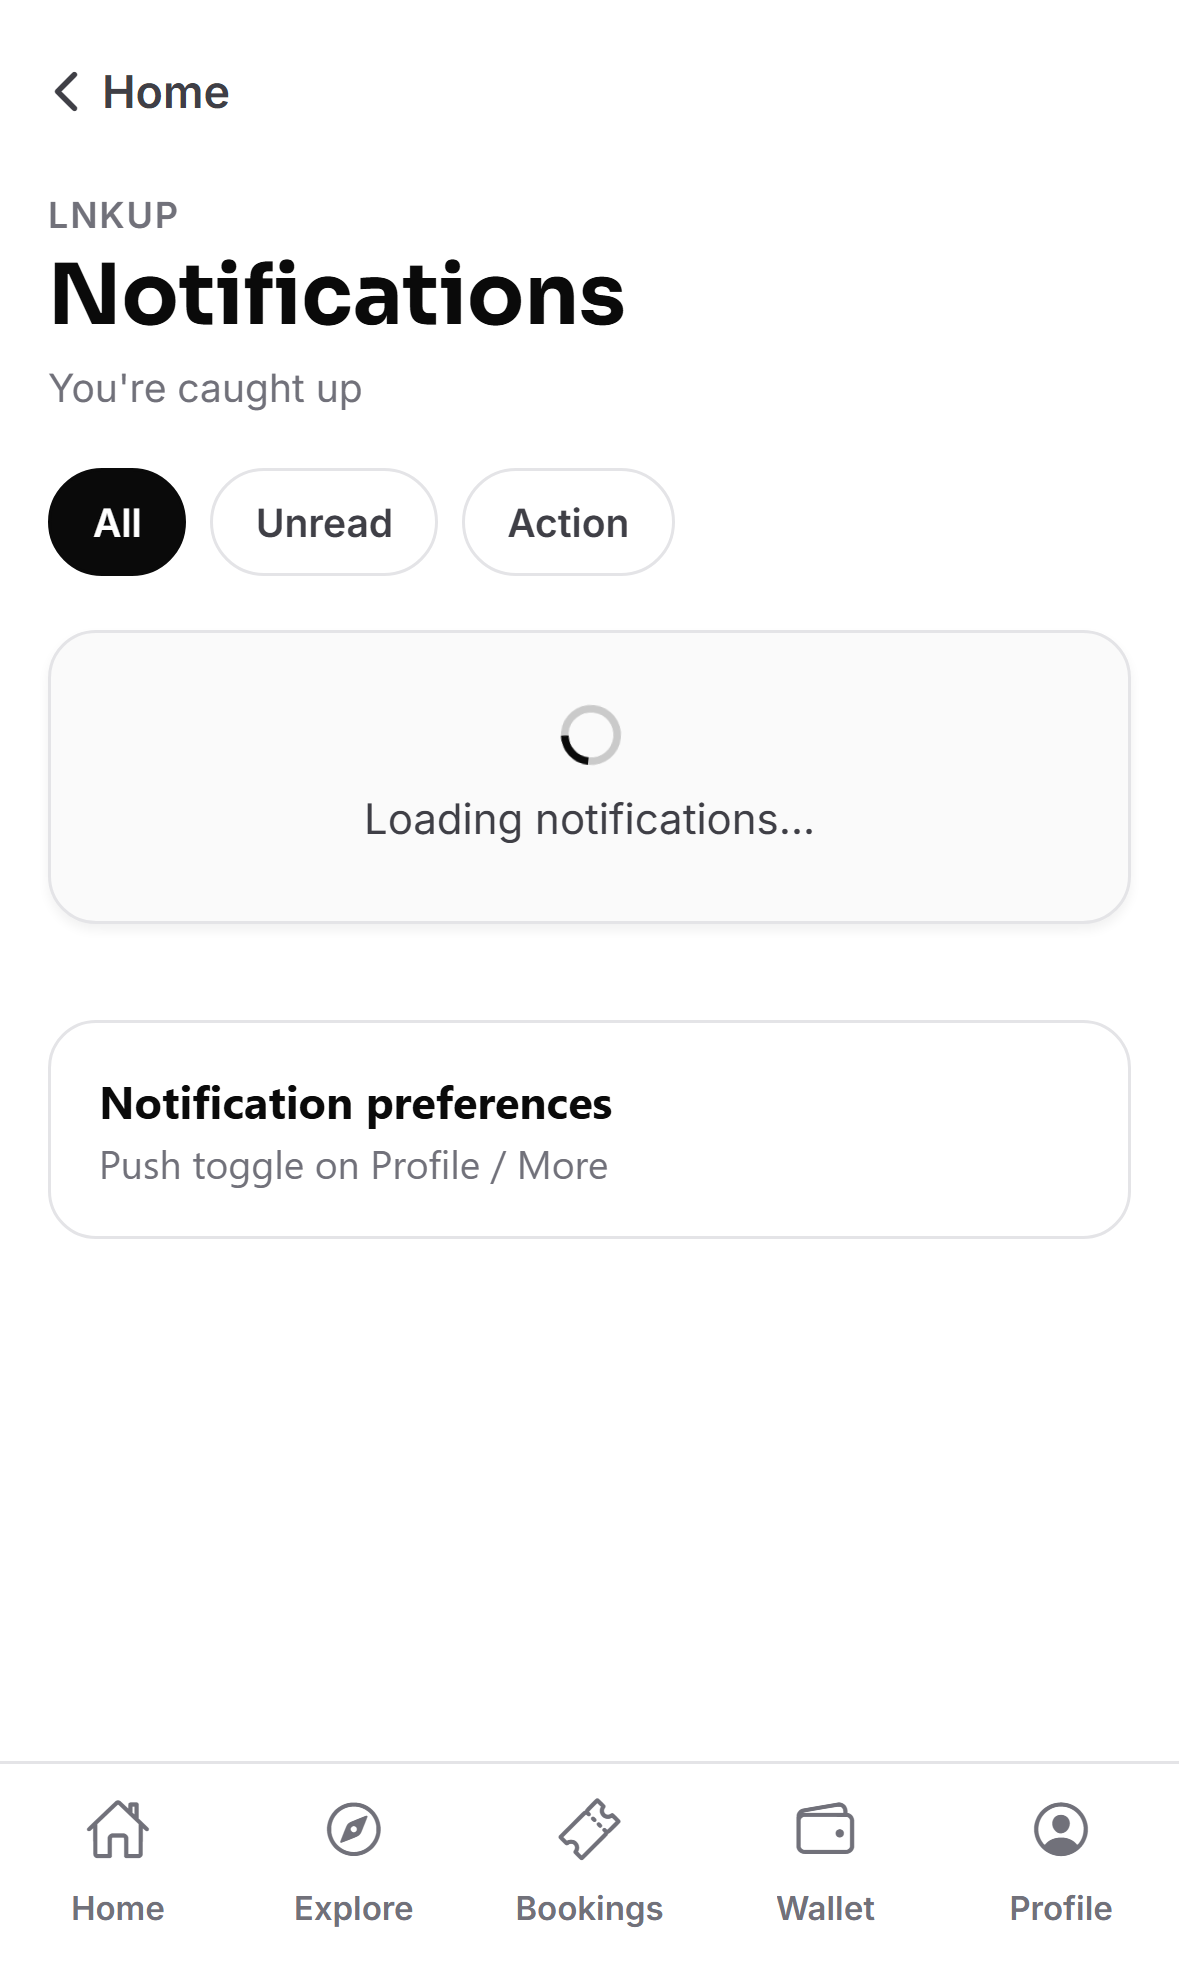 Home
LNKUP
Notifications
You're caught up
All
Unread
Action
Loading notifications...
Notification preferences
Push toggle on Profile / More
Home
Explore
Bookings
Wallet
Profile